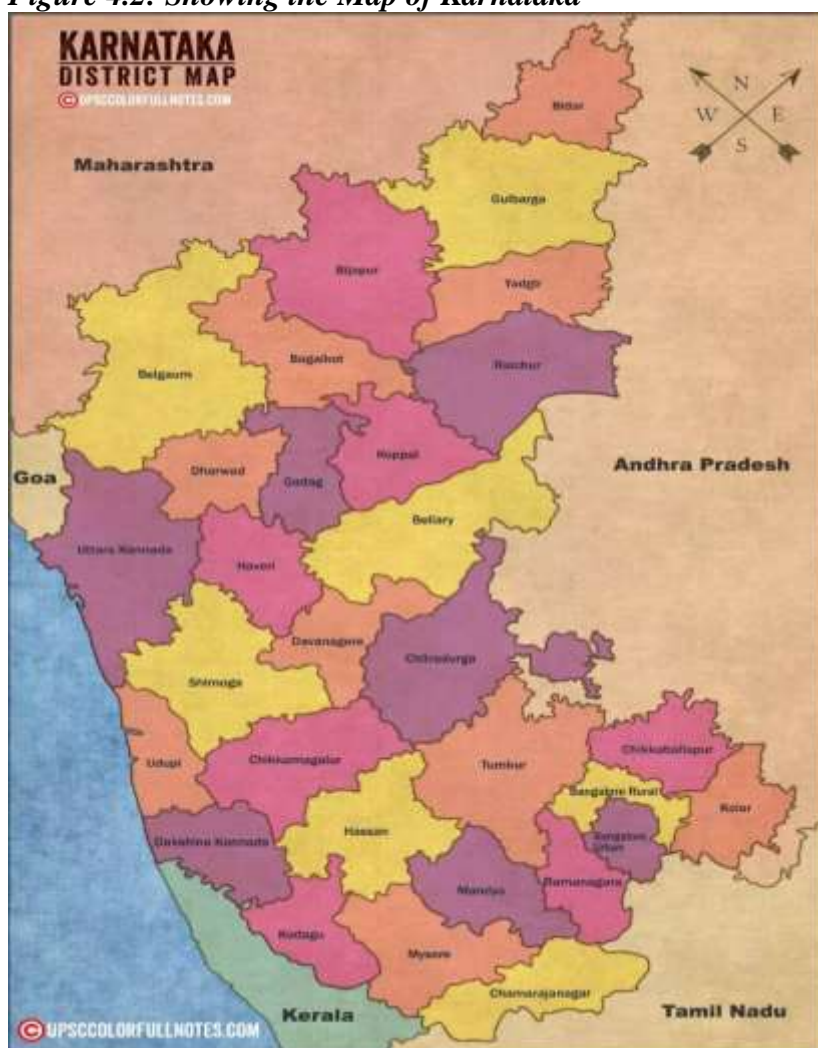 Figure 4.2: Showing the Map of Karnataka
KARNATAKA
DISTRICT MAP
© UPSCCOLORFULLNOTES.COM
N
W E
S
Bidar
Maharashtra
Gulbarga
Bijapur
Yadgir
Bagalkot
Raichur
Belgaum
Koppal
Andhra Pradesh
Dharwad
Goa
Gadag
Bellary
Uttara Kannada
Haveri
Davanagere
Chitradurga
Shimoga
Chikkaballapur
Udupi
Chikkamagalur
Tumkur
Bangalore Rural
Kolar
Hassan
Dakshina Kannada
Bangalore
Urban
Mandya
Ramanagara
Kodagu
Mysore
Chamarajanagar
Kerala
Tamil Nadu
© UPSCCOLORFULLNOTES.COM